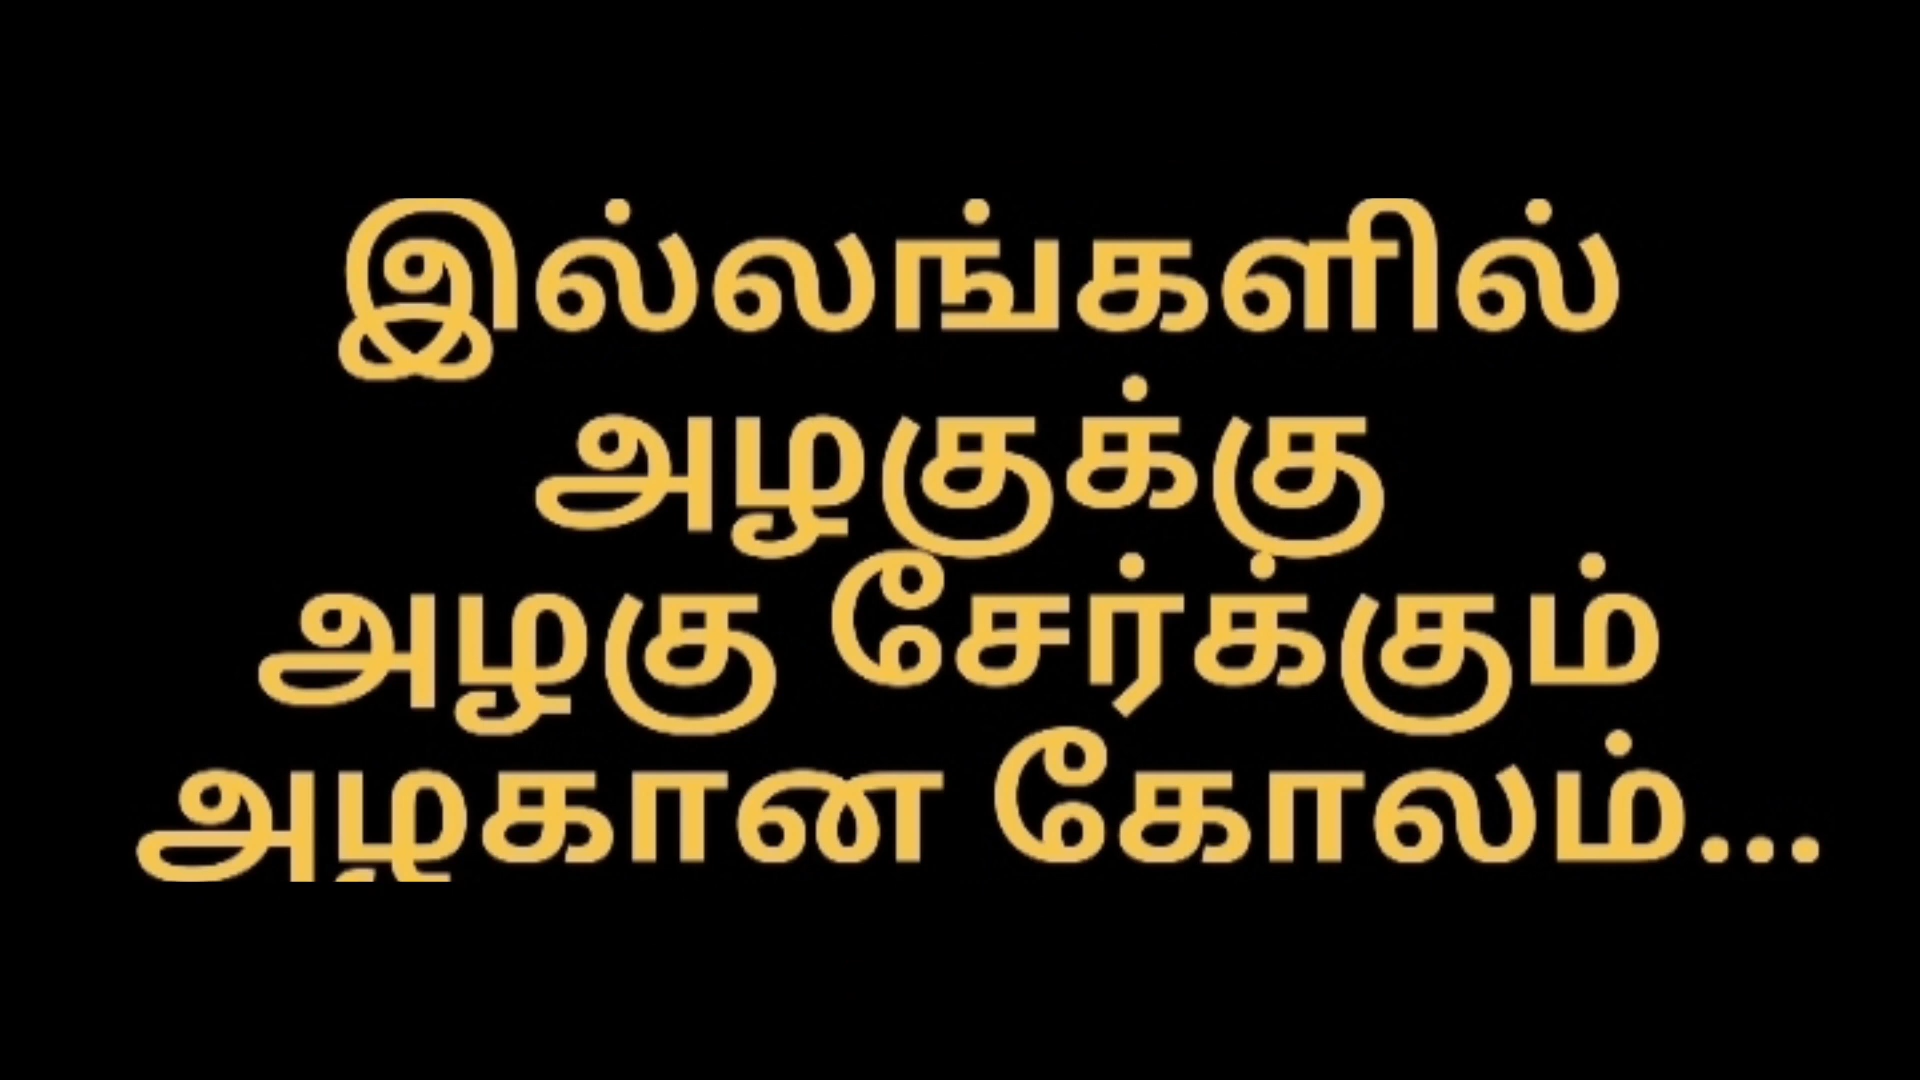 இல்லங்களில்
அழகுக்கு
அழகு சேர்க்கும்
அழகான கோலம்...